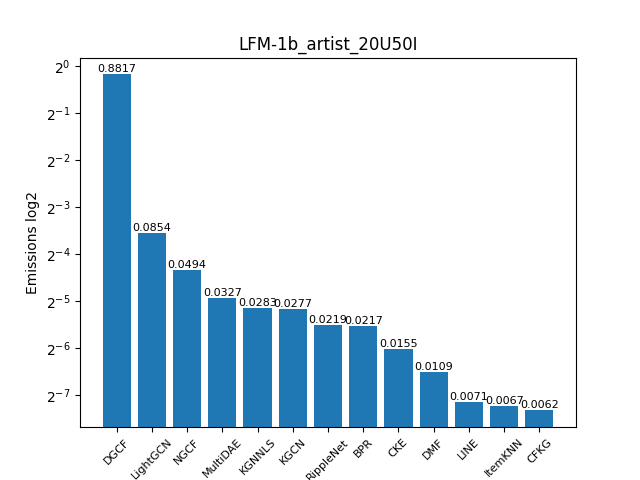 LFM-1b_artist_20U50I
Emissions log2
2^0
2^-1
2^-2
2^-3
2^-4
2^-5
2^-6
2^-7
0.8817
0.0854
0.0494
0.0327
0.0283
0.0277
0.0219
0.0217
0.0155
0.0109
0.0071
0.0067
0.0062
DGCF
LightGCN
NGCF
MultiDAE
KGNNLS
KGCN
RippleNet
BPR
CKE
DMF
LINE
ItemKNN
CFKG